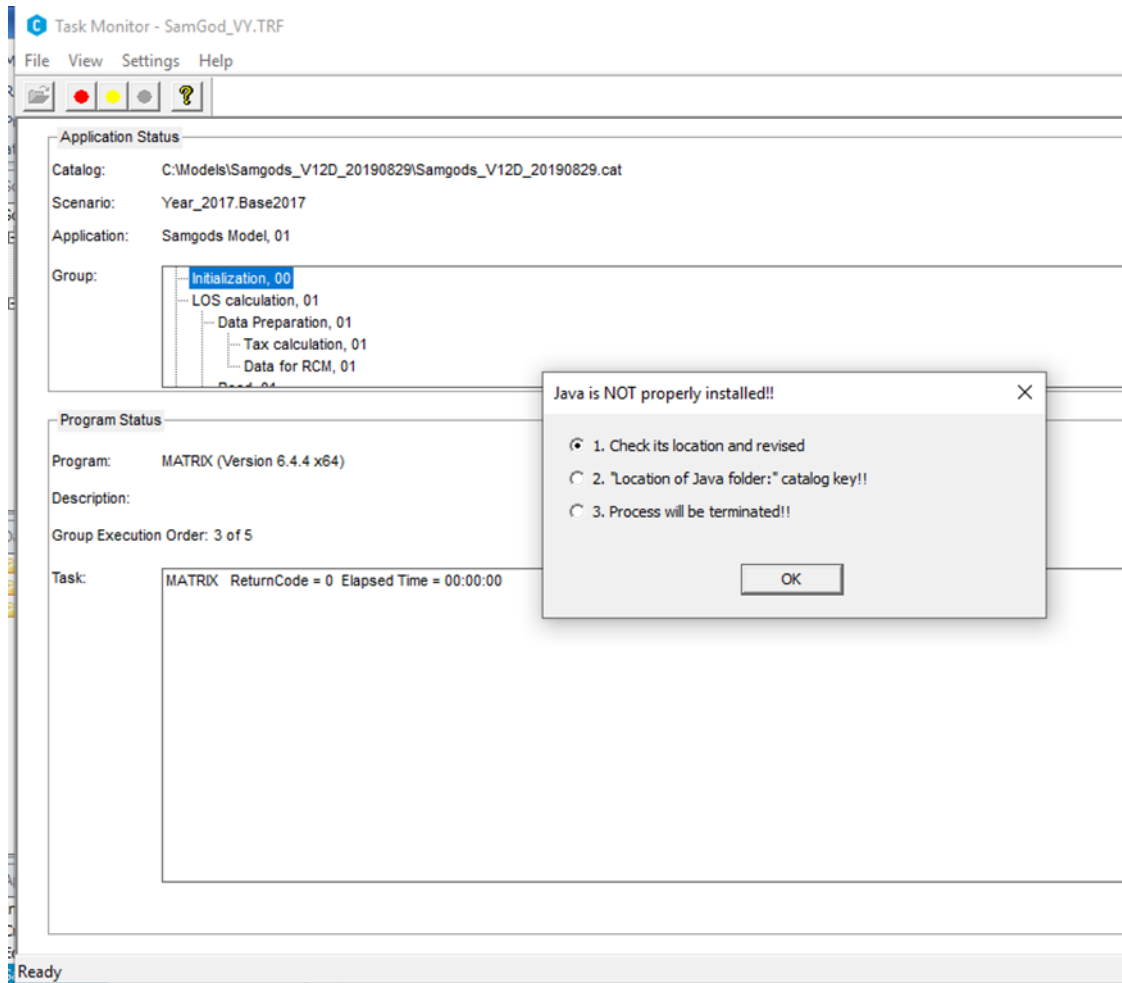 Task Monitor - SamGod_VY.TRF
File View Settings Help
Application Status
Catalog: C:\Models\Samgods_V12D_20190829\Samgods_V12D_20190829.cat
Scenario: Year_2017.Base2017
Application: Samgods Model, 01
Group: Initialization, 00
LOS calculation, 01
Data Preparation, 01
Tax calculation, 01
Data for RCM, 01
Java is NOT properly installed!!
1. Check its location and revised
2. "Location of Java folder:" catalog key!!
3. Process will be terminated!!
OK
Program Status
Program: MATRIX (Version 6.4.4 x64)
Description:
Group Execution Order: 3 of 5
Task: MATRIX ReturnCode = 0 Elapsed Time = 00:00:00
Ready